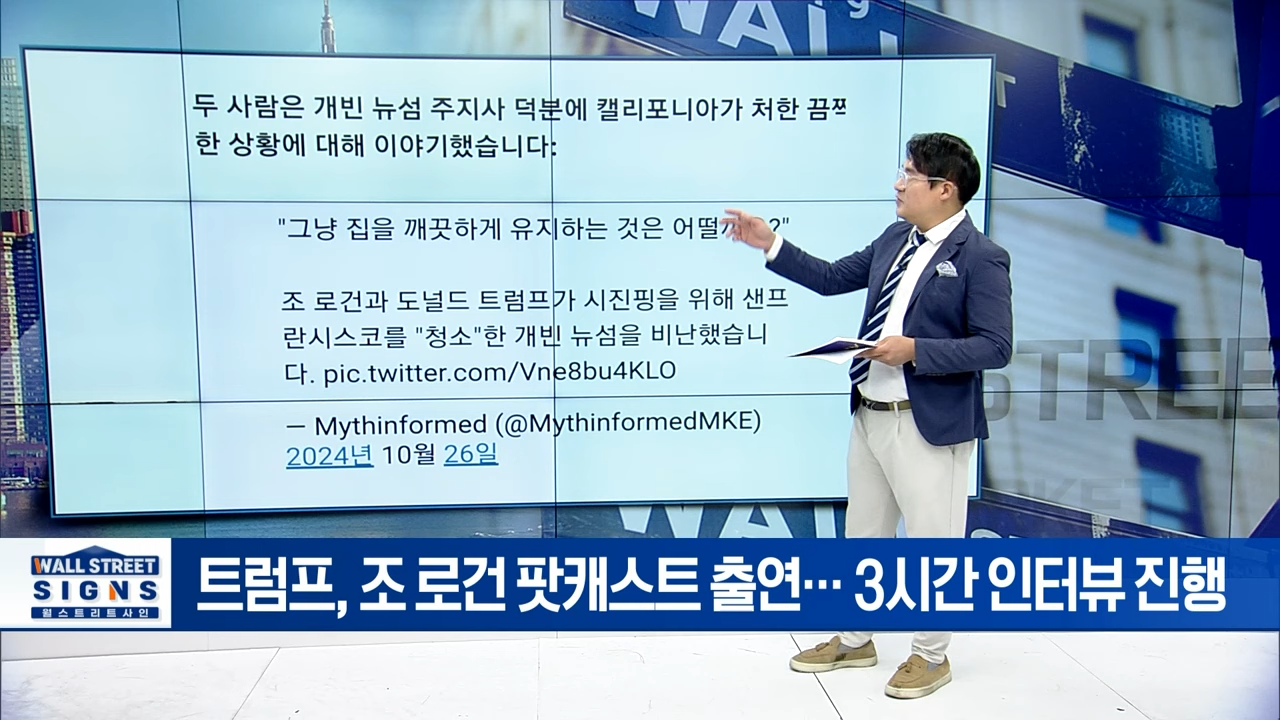 WALL
두 사람은 개빈 뉴섬 주지사 덕분에 캘리포니아가 처한 끔찍
한 상황에 대해 이야기했습니다:
"그냥 집을 깨끗하게 유지하는 것은 ?"
조 로건과 도널드 트럼프가 시진핑을 위해 샌프
란시스코를 "청소"한 개빈 뉴섬을 비난했습니
다. pic.twitter.com/Vne8bu4KLO
— Mythinformed (@MythinformedMKE)
2024년 10월 26일
STREE
WALL STREET
SIGNS
월스트리트사인
트럼프, 조 로건 팟캐스트 출연… 3시간 인터뷰 진행